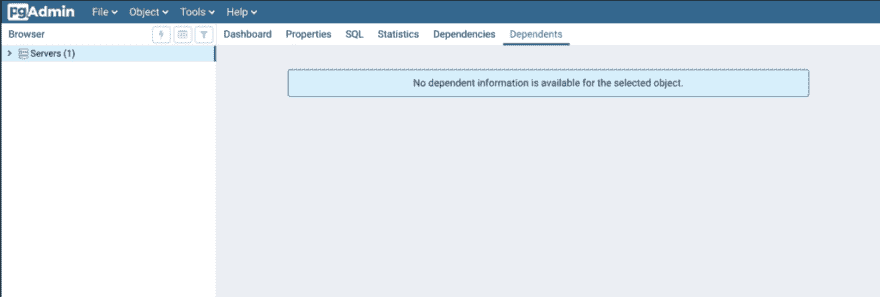 pgAdmin File Object Tools Help
Browser Dashboard Properties SQL Statistics Dependencies Dependents
Servers (1)
No dependent information is available for the selected object.